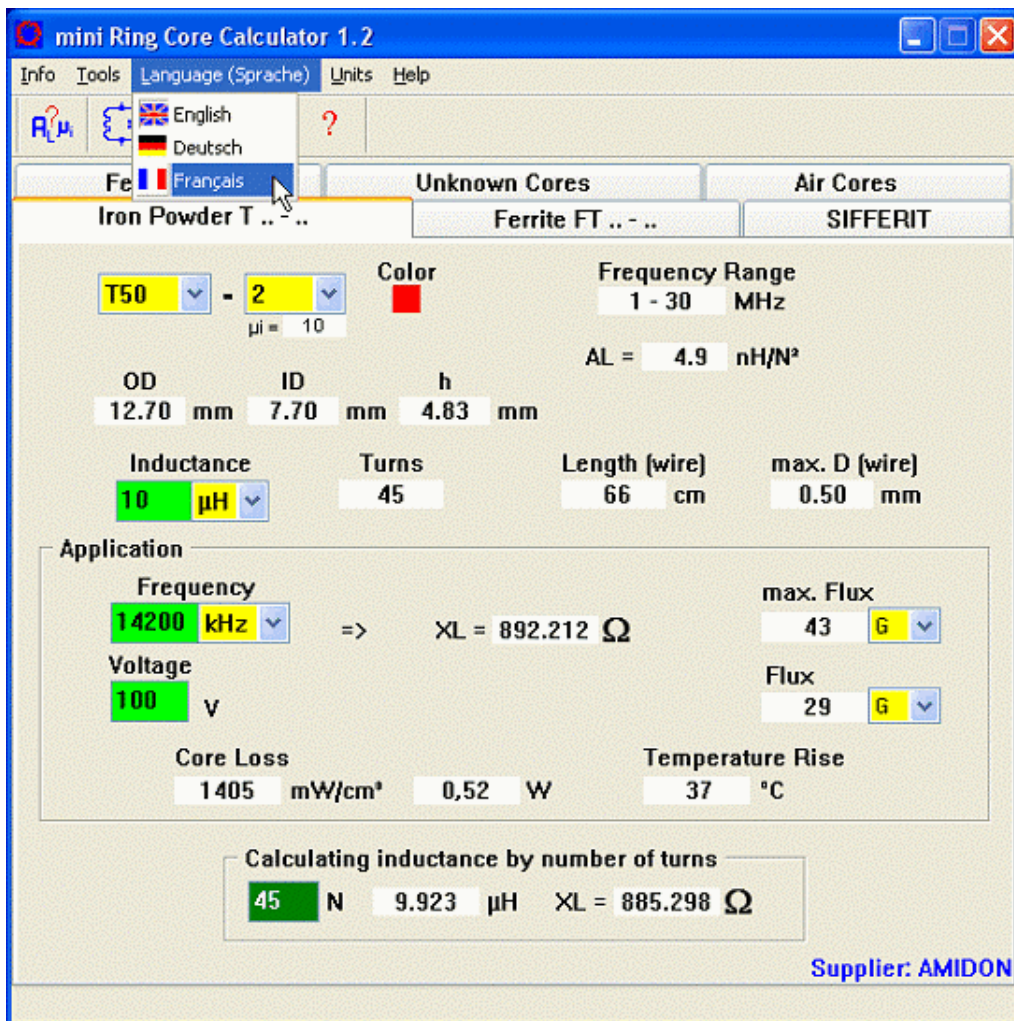 mini Ring Core Calculator 1.2
Info Tools Language (Sprache) Units Help
English
Deutsch
Français
AL?µi ?
Fe Unknown Cores Air Cores
Iron Powder T .. - .. Ferrite FT .. - .. SIFFERIT
Color Frequency Range
T50 - 2 1 - 30 MHz
µi = 10
AL = 4.9 nH/N²
OD ID h
12.70 mm 7.70 mm 4.83 mm
Inductance Turns Length (wire) max. D (wire)
10 µH 45 66 cm 0.50 mm
Application
Frequency max. Flux
14200 kHz => XL = 892.212 Ω 43 G
Voltage Flux
100 V 29 G
Core Loss Temperature Rise
1405 mW/cm³ 0,52 W 37 °C
Calculating inductance by number of turns
45 N 9.923 µH XL = 885.298 Ω
Supplier: AMIDON